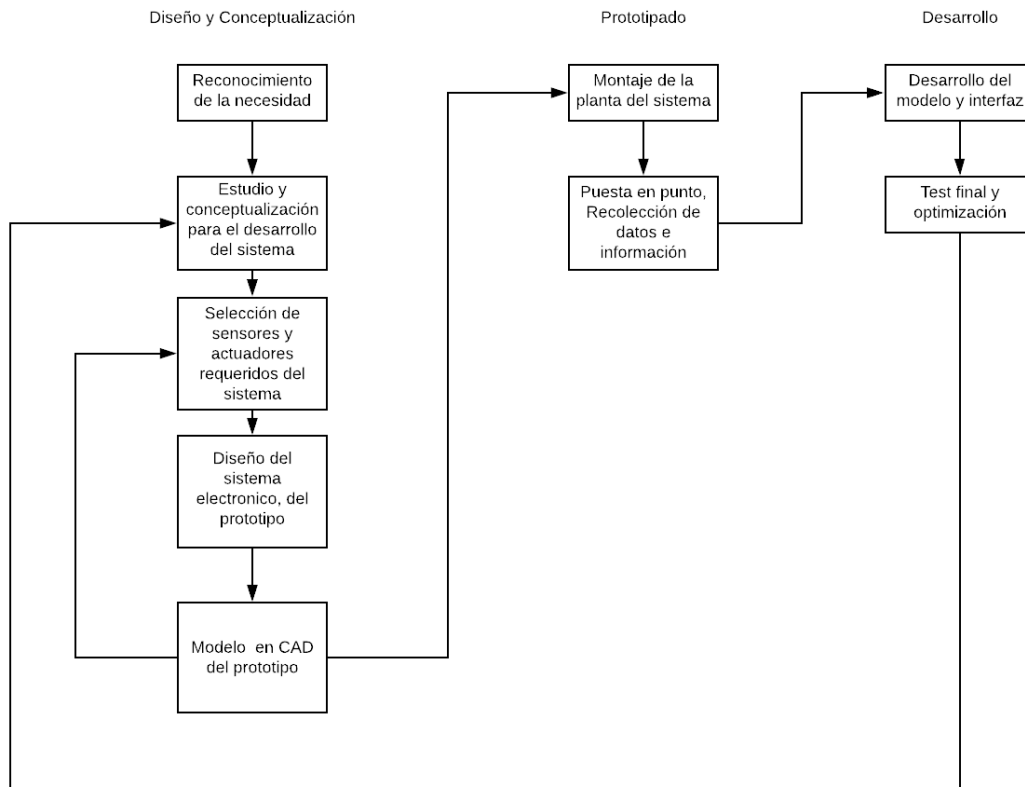 Diseño y Conceptualización
Reconocimiento
de la necesidad
Estudio y
conceptualización
para el desarrollo
del sistema
Selección de
sensores y
actuadores
requeridos del
sistema
Diseño del
sistema
electronico, del
prototipo
Modelo en CAD
del prototipo
Prototipado
Montaje de la
planta del sistema
Puesta en punto,
Recolección de
datos e
información
Desarrollo
Desarrollo del
modelo y interfaz
Test final y
optimización